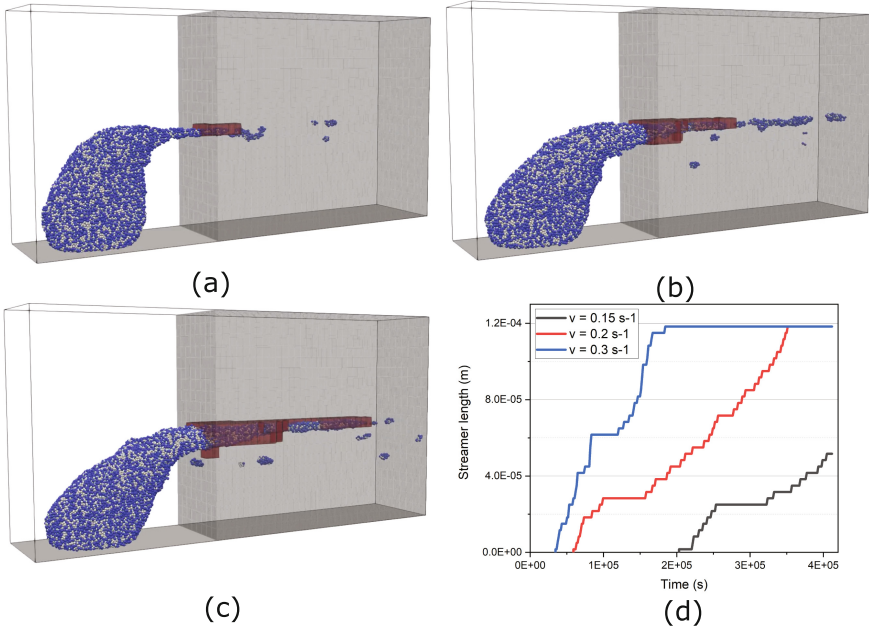 (a)
(b)
(c)
v = 0.15 s-1
v = 0.2 s-1
v = 0.3 s-1
1.2E-04
8.0E-05
4.0E-05
0.0E+00
Streamer length (m)
0E+00 1E+05 2E+05 3E+05 4E+05
Time (s)
(d)